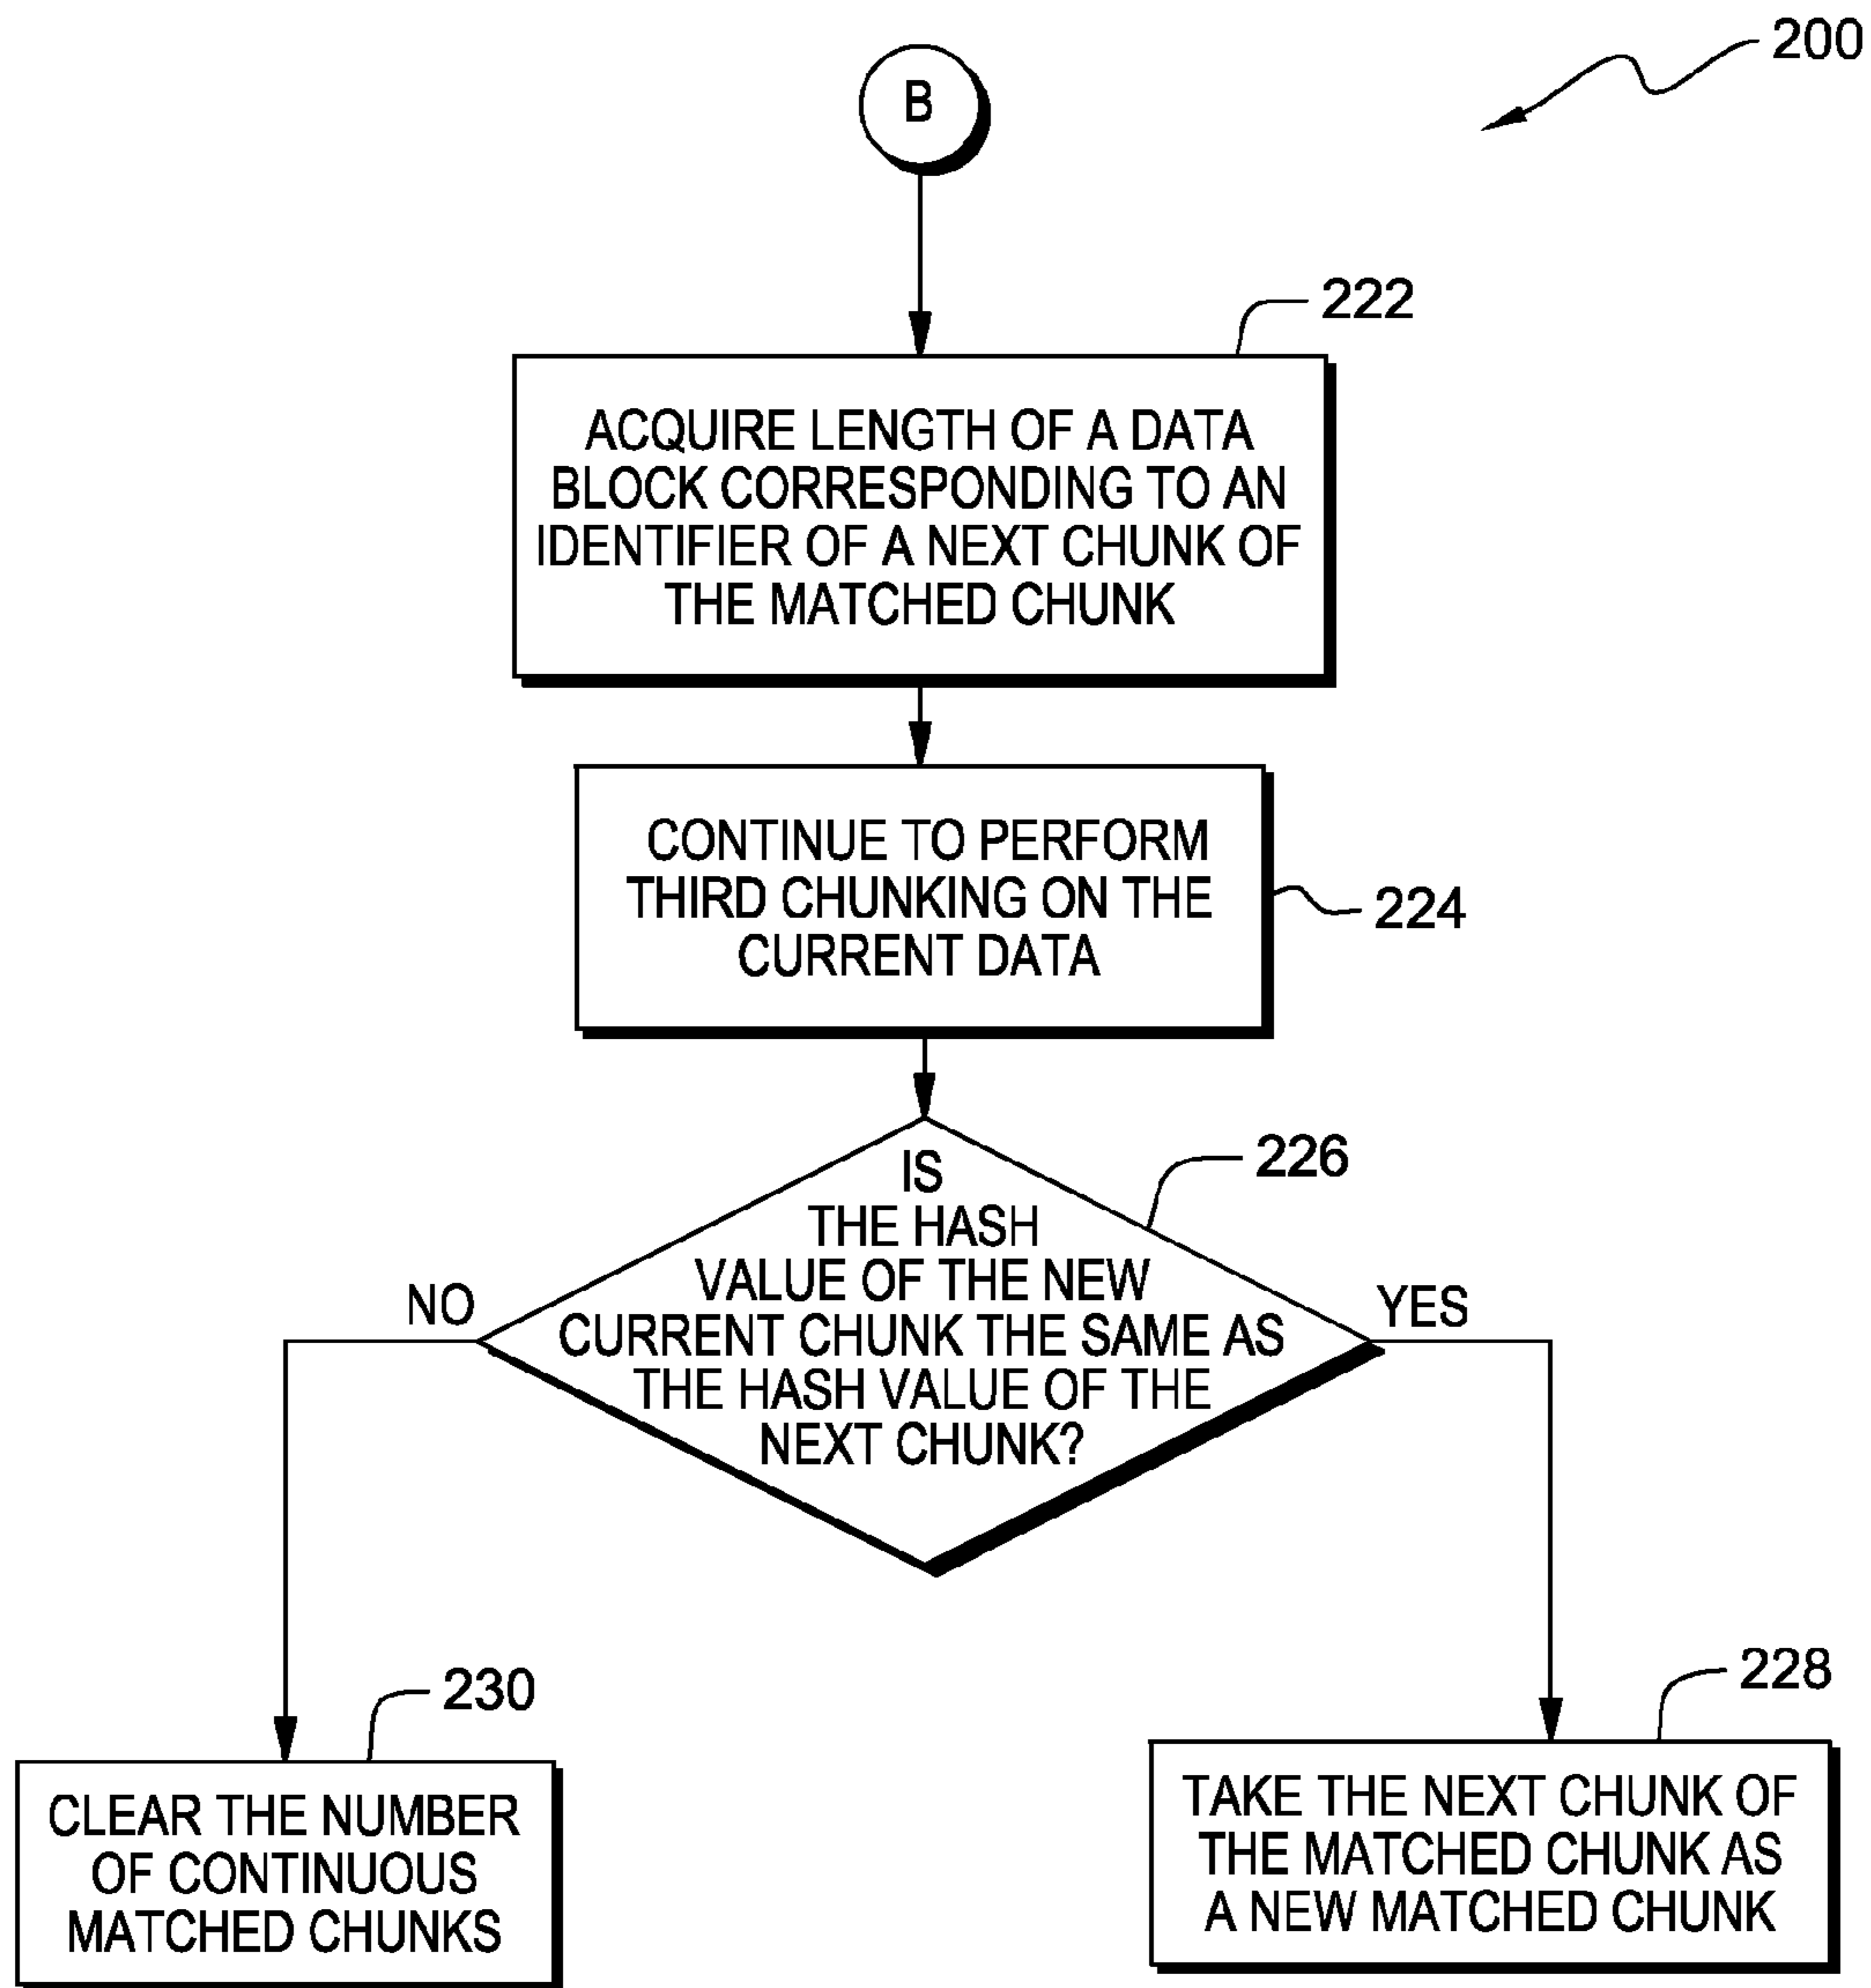 200
B
222
ACQUIRE LENGTH OF A DATA
BLOCK CORRESPONDING TO AN
IDENTIFIER OF A NEXT CHUNK OF
THE MATCHED CHUNK
CONTINUE TO PERFORM
THIRD CHUNKING ON THE
CURRENT DATA
224
226
IS
THE HASH
VALUE OF THE NEW
CURRENT CHUNK THE SAME AS
THE HASH VALUE OF THE
NEXT CHUNK?
NO
YES
230
CLEAR THE NUMBER
OF CONTINUOUS
MATCHED CHUNKS
228
TAKE THE NEXT CHUNK OF
THE MATCHED CHUNK AS
A NEW MATCHED CHUNK